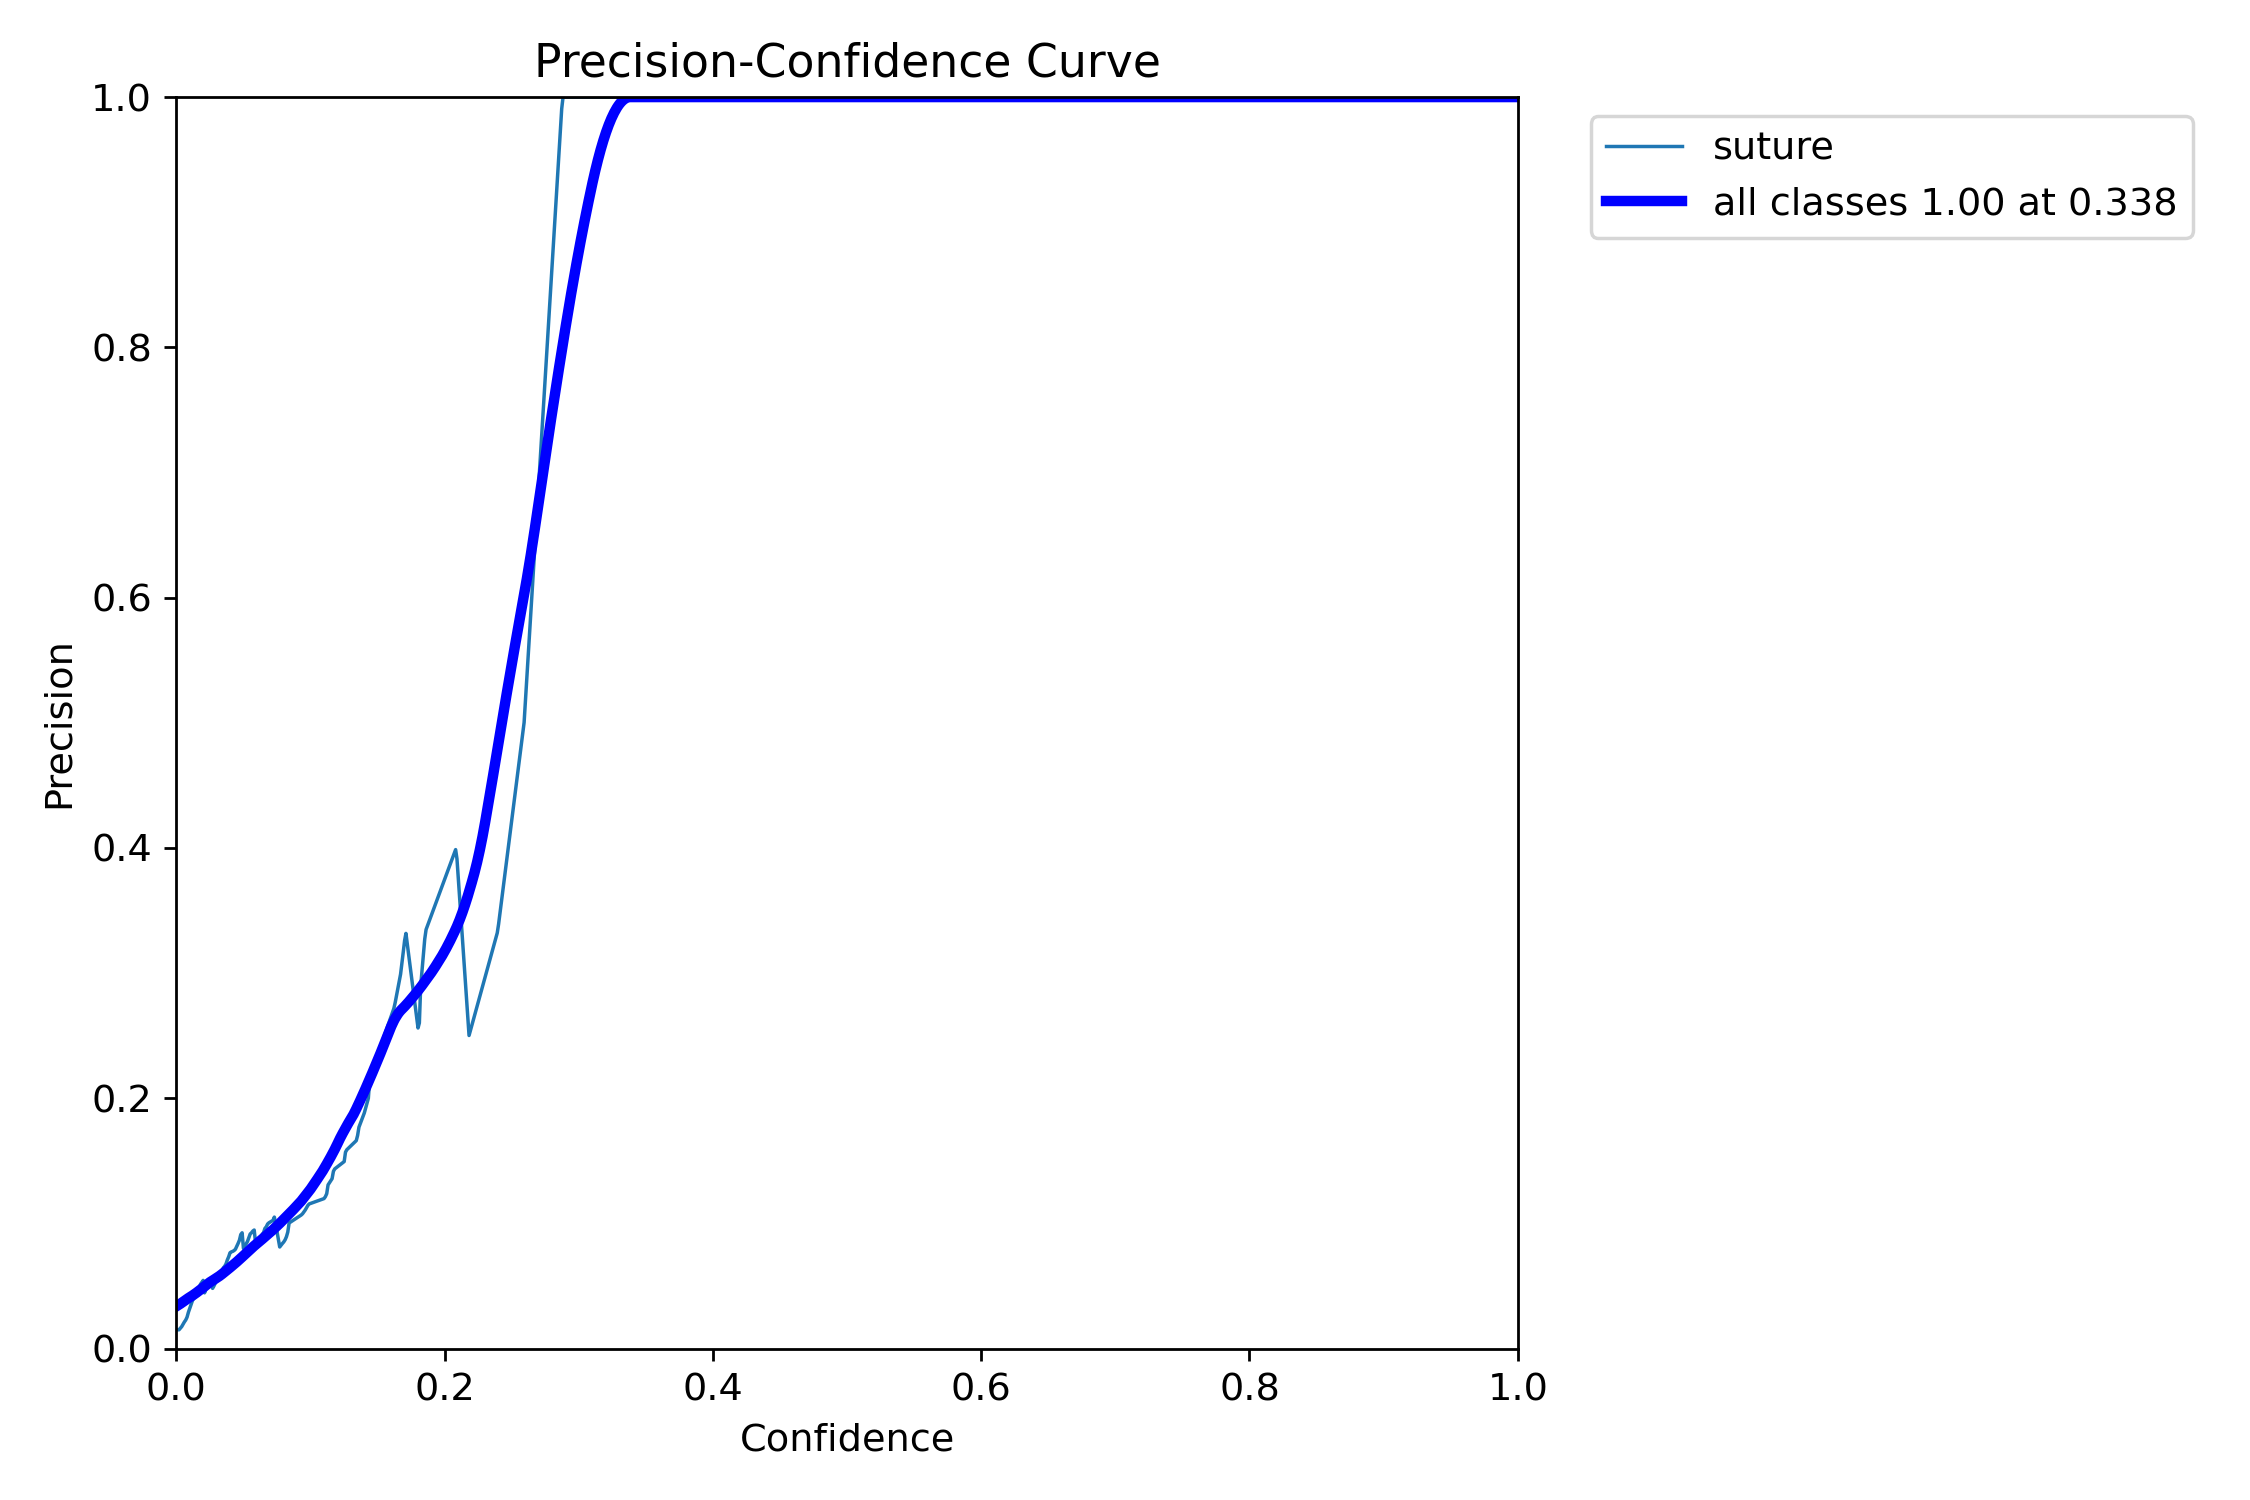 Precision-Confidence Curve
1.0
0.8
0.6
0.4
0.2
0.0
Precision
0.0 0.2 0.4 0.6 0.8 1.0
Confidence
suture
all classes 1.00 at 0.338